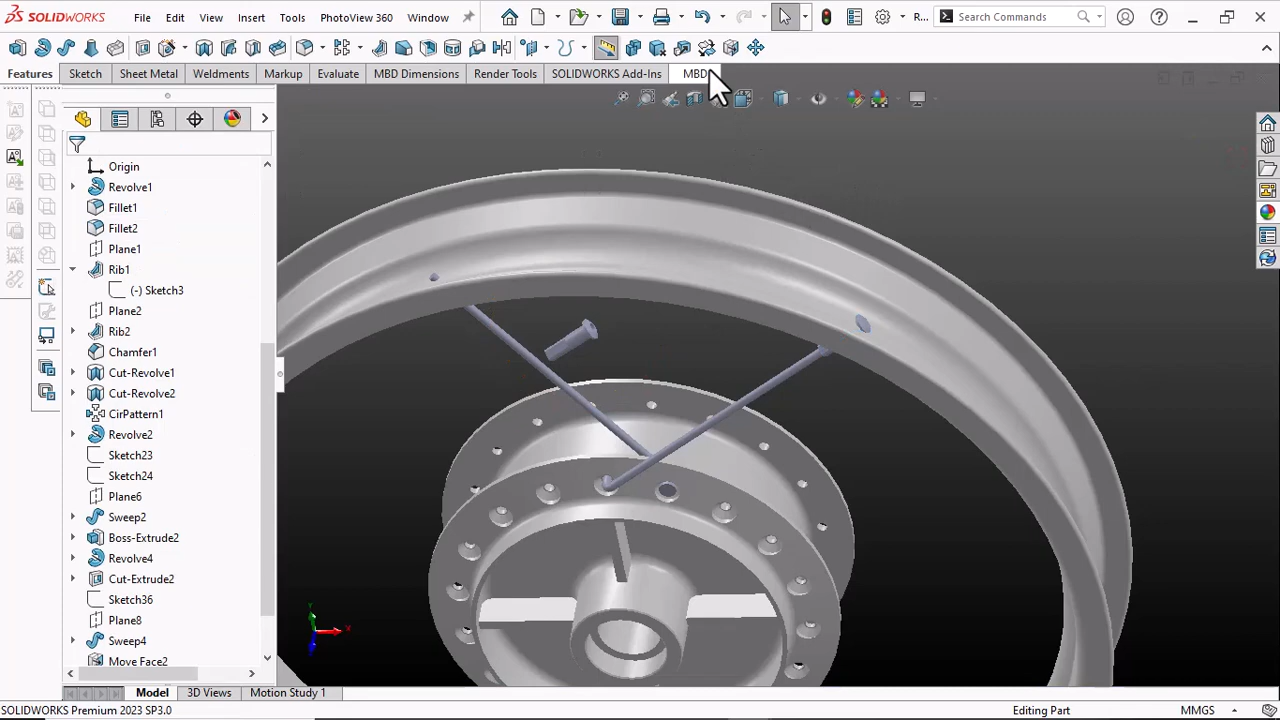 SOLIDWORKS File Edit View Insert Tools PhotoView 360 Window R... Search Commands
Features Sketch Sheet Metal Weldments Markup Evaluate MBD Dimensions Render Tools SOLIDWORKS Add-Ins MBD
Origin
Revolve1
Fillet1
Fillet2
Plane1
Rib1
(-) Sketch3
Plane2
Rib2
Chamfer1
Cut-Revolve1
Cut-Revolve2
CirPattern1
Revolve2
Sketch23
Sketch24
Plane6
Sweep2
Boss-Extrude2
Revolve4
Cut-Extrude2
Sketch36
Plane8
Sweep4
Move Face2
Y
X
Z
Model 3D Views Motion Study 1
SOLIDWORKS Premium 2023 SP3.0 Editing Part MMGS